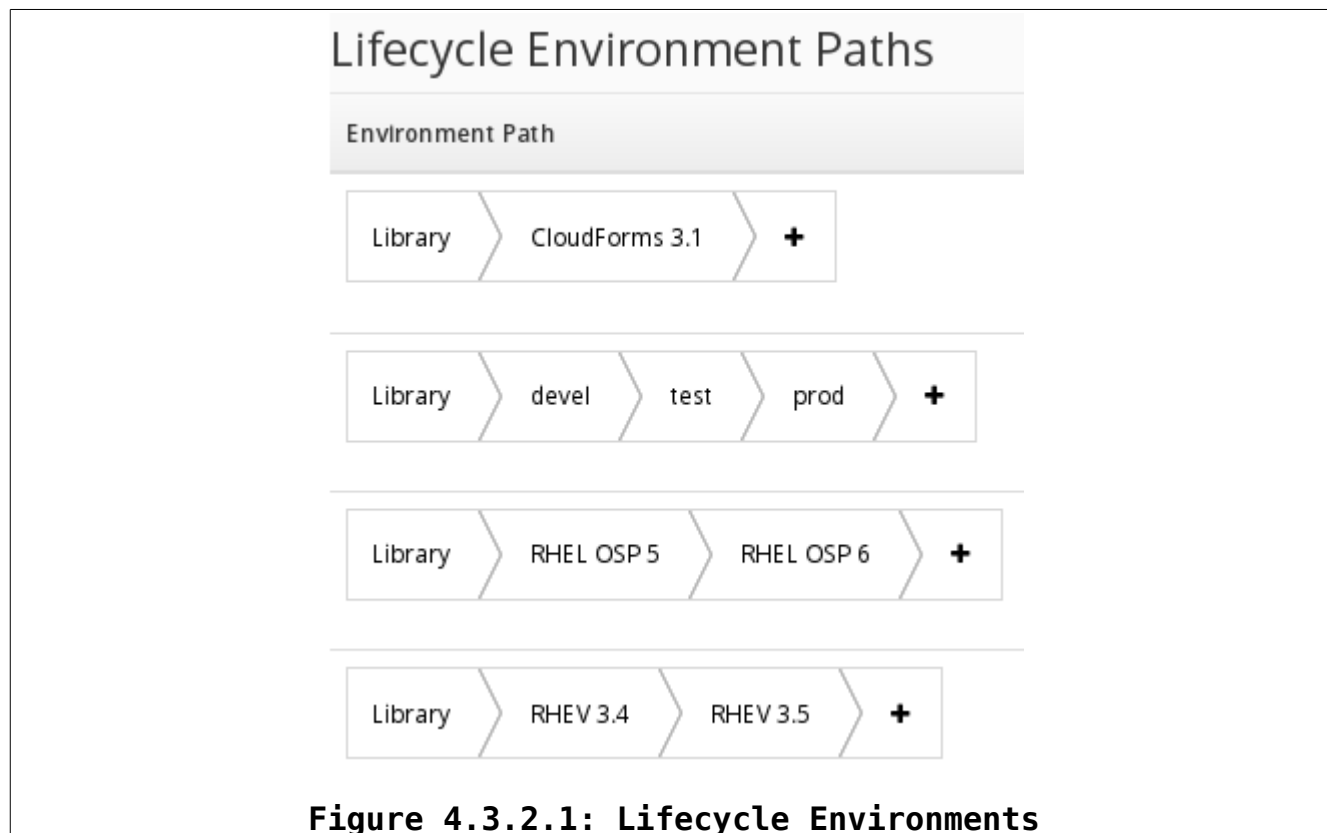 Lifecycle Environment Paths
Environment Path
Library CloudForms 3.1 +
Library devel test prod +
Library RHEL OSP 5 RHEL OSP 6 +
Library RHEV 3.4 RHEV 3.5 +
Figure 4.3.2.1: Lifecycle Environments